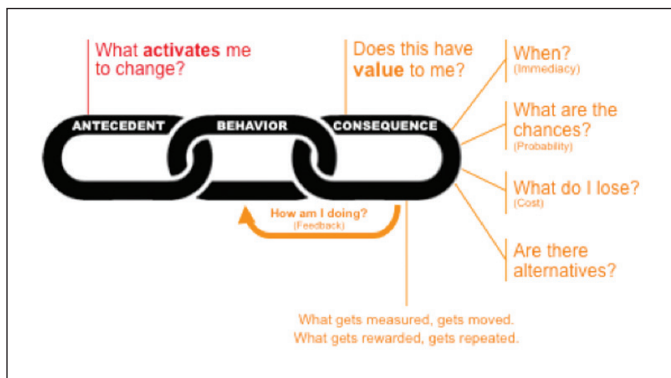 What activates me
to change?
Does this have
value to me?
When?
(Immediacy)
What are the
chances?
(Probability)
What do I lose?
(Cost)
Are there
alternatives?
ANTECEDENT
BEHAVIOR
CONSEQUENCE
How am I doing?
(Feedback)
What gets measured, gets moved.
What gets rewarded, gets repeated.